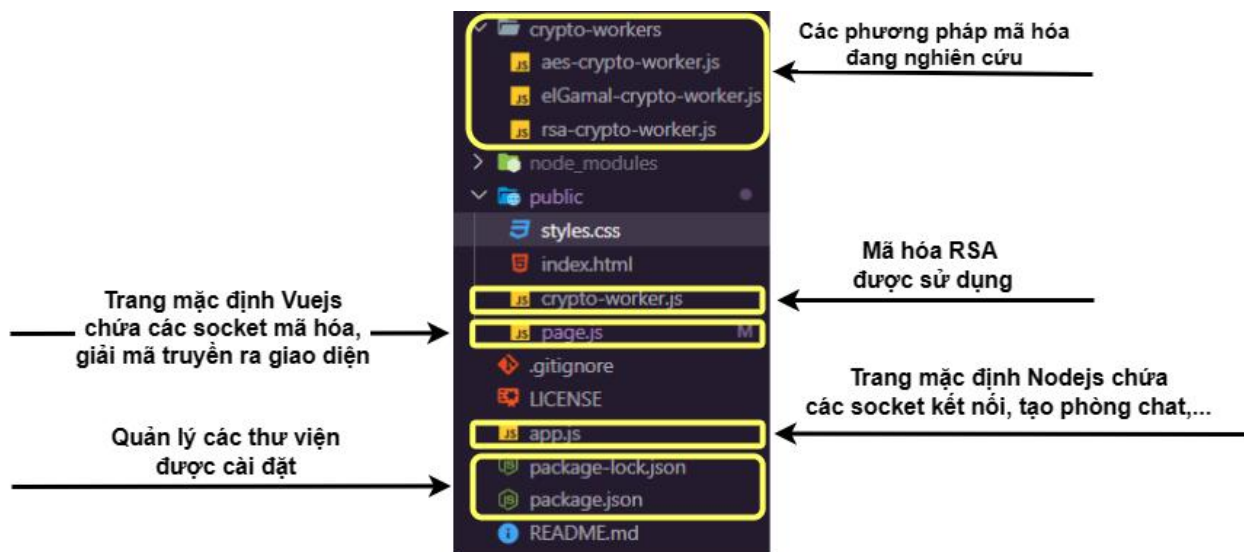 crypto-workers
aes-crypto-worker.js
elGamal-crypto-worker.js
rsa-crypto-worker.js
node_modules
public
styles.css
index.html
crypto-worker.js
page.js M
.gitignore
LICENSE
app.js
package-lock.json
package.json
README.md
Các phương pháp mã hóa
đang nghiên cứu
Mã hóa RSA
được sử dụng
Trang mặc định Vuejs
chứa các socket mã hóa,
giải mã truyền ra giao diện
Trang mặc định Nodejs chứa
các socket kết nối, tạo phòng chat,...
Quản lý các thư viện
được cài đặt